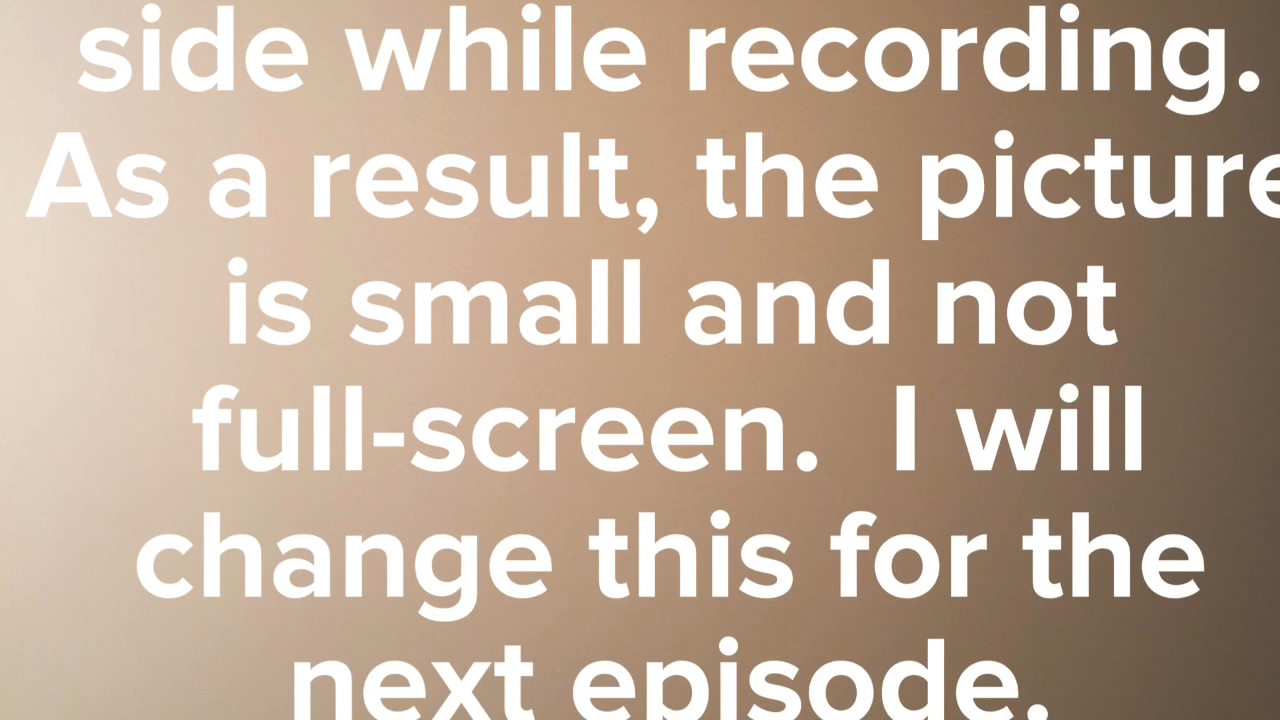 side while recording.
As a result, the picture
is small and not
full-screen.  I will
change this for the
next episode.